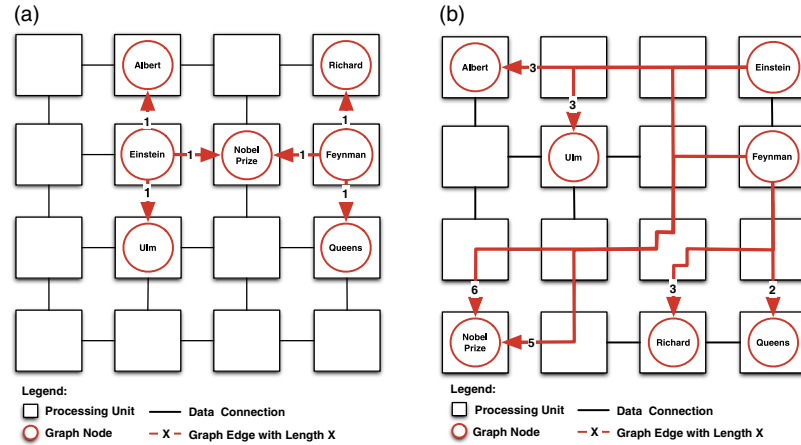 (a)
Albert
Richard
1
1
Einstein
1
Nobel
Prize
1
Feynman
1
1
Ulm
Queens
Legend:
Processing Unit
Data Connection
Graph Node
X
Graph Edge with Length X
(b)
Albert
3
Einstein
3
Ulm
Feynman
6
3
2
Nobel
Prize
5
Richard
Queens
Legend:
Processing Unit
Data Connection
Graph Node
X
Graph Edge with Length X